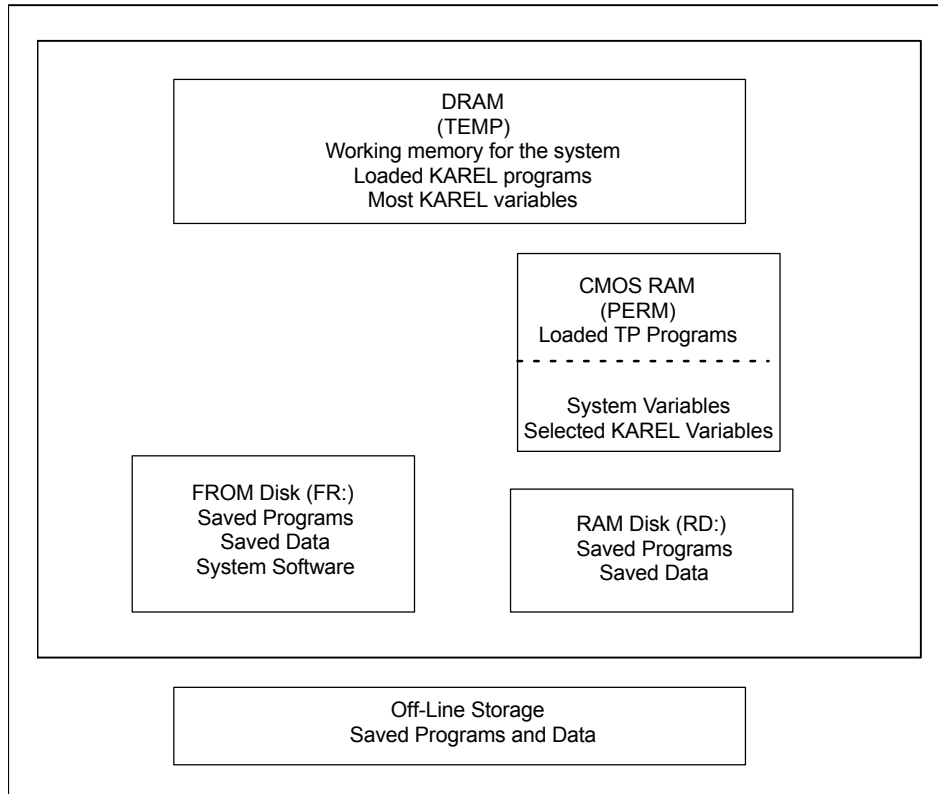 DRAM
(TEMP)
Working memory for the system
Loaded KAREL programs
Most KAREL variables
CMOS RAM
(PERM)
Loaded TP Programs
System Variables
Selected KAREL Variables
FROM Disk (FR:)
Saved Programs
Saved Data
System Software
RAM Disk (RD:)
Saved Programs
Saved Data
Off-Line Storage
Saved Programs and Data